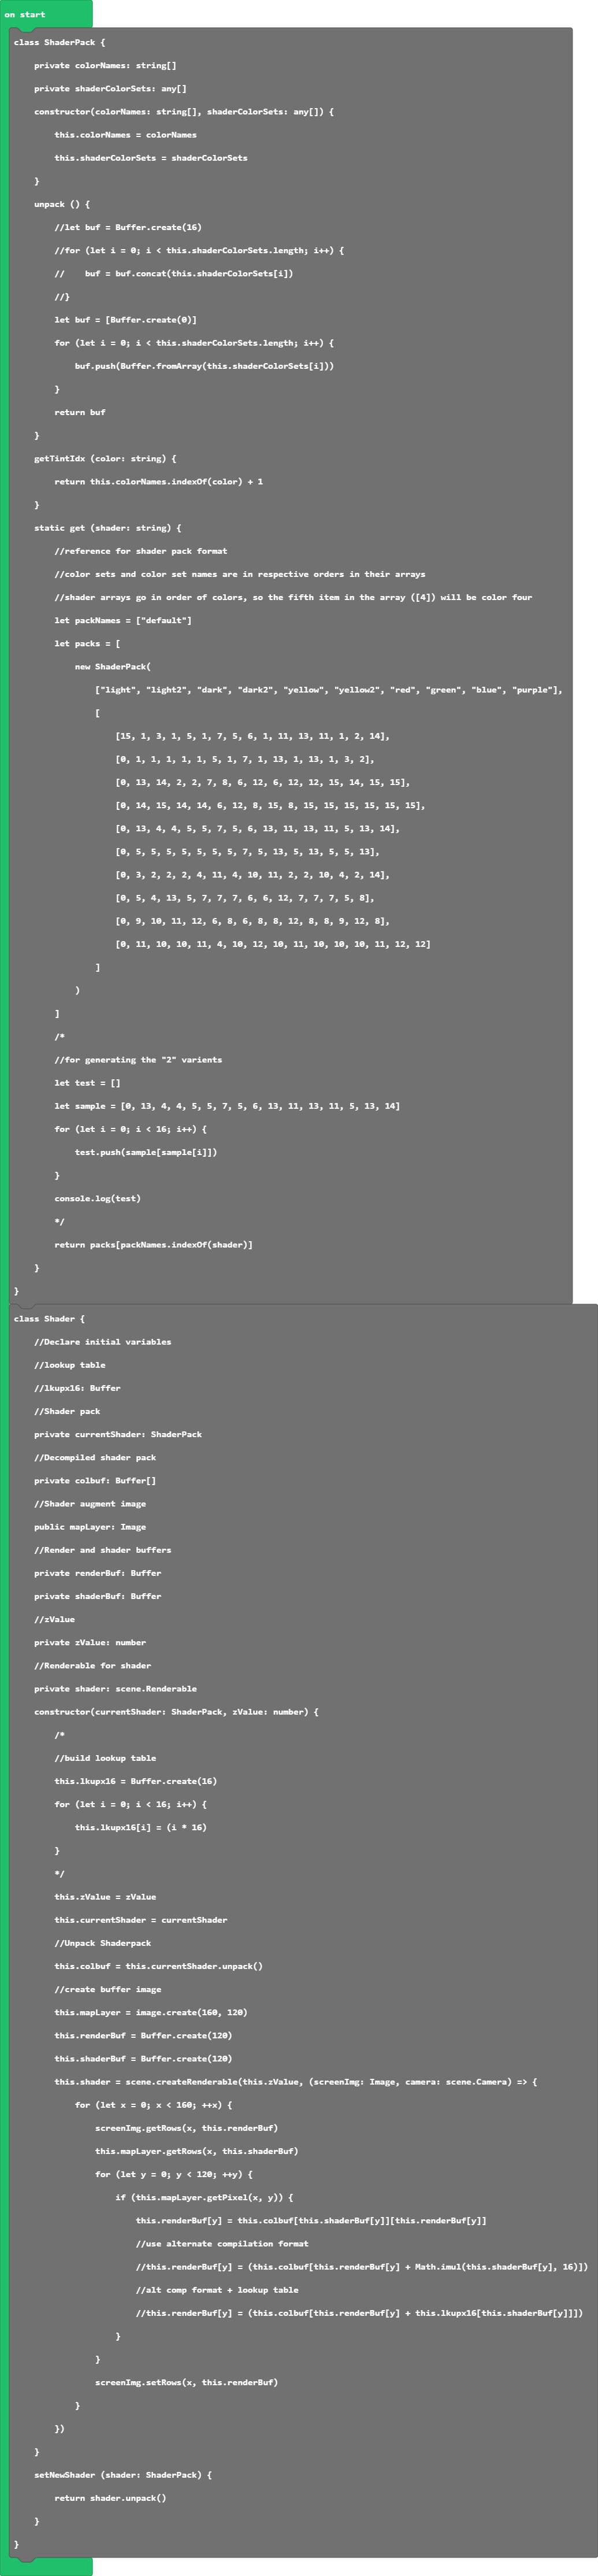 on start
class ShaderPack {
private colorNames: string[]
private shaderColorSets: any[]
constructor(colorNames: string[], shaderColorSets: any[]) {
this.colorNames = colorNames
this.shaderColorSets = shaderColorSets
}
unpack () {
//let buf = Buffer.create(16)
//for (let i = 0; i < this.shaderColorSets.length; i++) {
//    buf = buf.concat(this.shaderColorSets[i])
//}
let buf = [Buffer.create(0)]
for (let i = 0; i < this.shaderColorSets.length; i++) {
buf.push(Buffer.fromArray(this.shaderColorSets[i]))
}
return buf
}
getTintIdx (color: string) {
return this.colorNames.indexOf(color) + 1
}
static get (shader: string) {
//reference for shader pack format
//color sets and color set names are in respective orders in their arrays
//shader arrays go in order of colors, so the fifth item in the array ([4]) will be color four
let packNames = ["default"]
let packs = [
new ShaderPack(
["light", "light2", "dark", "dark2", "yellow", "yellow2", "red", "green", "blue", "purple"],
[
[15, 1, 3, 1, 5, 1, 7, 5, 6, 1, 11, 13, 11, 1, 2, 14],
[0, 1, 1, 1, 1, 1, 5, 1, 7, 1, 13, 1, 13, 1, 3, 2],
[0, 13, 14, 2, 2, 7, 8, 6, 12, 6, 12, 12, 15, 14, 15, 15],
[0, 14, 15, 14, 14, 6, 12, 8, 15, 8, 15, 15, 15, 15, 15, 15],
[0, 13, 4, 4, 5, 5, 7, 5, 6, 13, 11, 13, 11, 5, 13, 14],
[0, 5, 5, 5, 5, 5, 5, 5, 7, 5, 13, 5, 13, 5, 5, 13],
[0, 3, 2, 2, 2, 4, 11, 4, 10, 11, 2, 2, 10, 4, 2, 14],
[0, 5, 4, 13, 5, 7, 7, 7, 6, 6, 12, 7, 7, 7, 5, 8],
[0, 9, 10, 11, 12, 6, 8, 6, 8, 8, 12, 8, 8, 9, 12, 8],
[0, 11, 10, 10, 11, 4, 10, 12, 10, 11, 10, 10, 10, 11, 12, 12]
]
)
]
/*
//for generating the "2" varients
let test = []
let sample = [0, 13, 4, 4, 5, 5, 7, 5, 6, 13, 11, 13, 11, 5, 13, 14]
for (let i = 0; i < 16; i++) {
test.push(sample[sample[i]])
}
console.log(test)
*/
return packs[packNames.indexOf(shader)]
}
}
class Shader {
//Declare initial variables
//lookup table
//lkupx16: Buffer
//Shader pack
private currentShader: ShaderPack
//Decompiled shader pack
private colbuf: Buffer[]
//Shader augment image
public mapLayer: Image
//Render and shader buffers
private renderBuf: Buffer
private shaderBuf: Buffer
//zValue
private zValue: number
//Renderable for shader
private shader: scene.Renderable
constructor(currentShader: ShaderPack, zValue: number) {
/*
//build lookup table
this.lkupx16 = Buffer.create(16)
for (let i = 0; i < 16; i++) {
this.lkupx16[i] = (i * 16)
}
*/
this.zValue = zValue
this.currentShader = currentShader
//Unpack Shaderpack
this.colbuf = this.currentShader.unpack()
//create buffer image
this.mapLayer = image.create(160, 120)
this.renderBuf = Buffer.create(120)
this.shaderBuf = Buffer.create(120)
this.shader = scene.createRenderable(this.zValue, (screenImg: Image, camera: scene.Camera) => {
for (let x = 0; x < 160; ++x) {
screenImg.getRows(x, this.renderBuf)
this.mapLayer.getRows(x, this.shaderBuf)
for (let y = 0; y < 120; ++y) {
if (this.mapLayer.getPixel(x, y)) {
this.renderBuf[y] = this.colbuf[this.shaderBuf[y]][this.renderBuf[y]]
//use alternate compilation format
//this.renderBuf[y] = (this.colbuf[this.renderBuf[y] + Math.imul(this.shaderBuf[y], 16)])
//alt comp format + lookup table
//this.renderBuf[y] = (this.colbuf[this.renderBuf[y] + this.lkupx16[this.shaderBuf[y]]])
}
}
screenImg.setRows(x, this.renderBuf)
}
})
}
setNewShader (shader: ShaderPack) {
return shader.unpack()
}
}